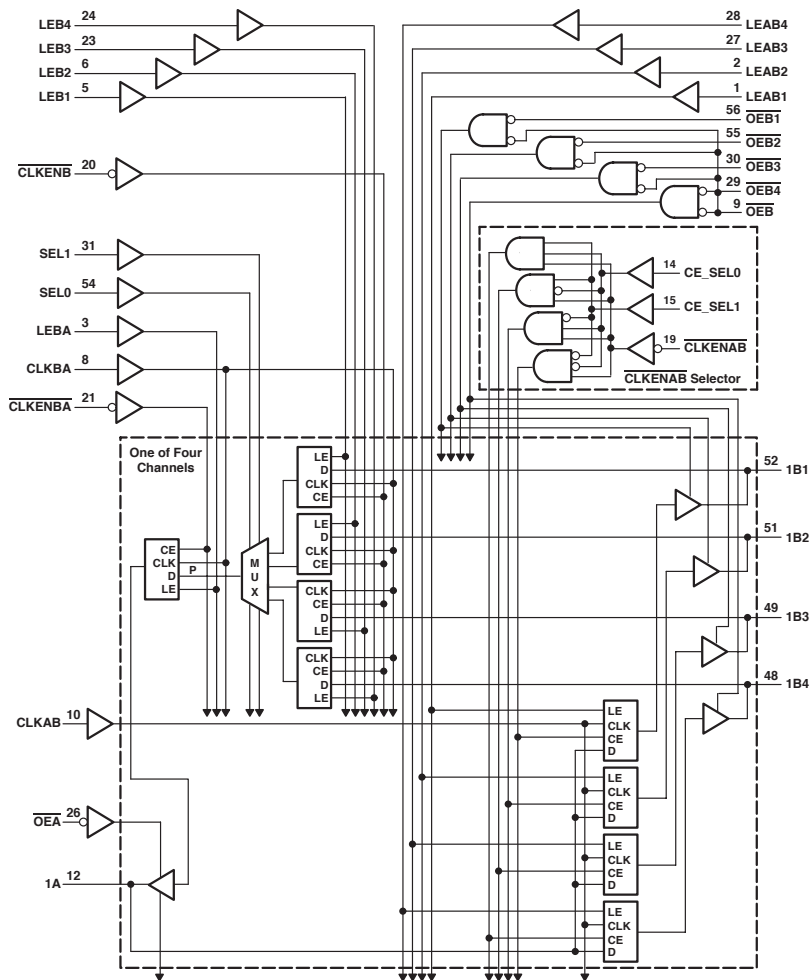 LEB4 24
LEB3 23
LEB2 6
LEB1 5
CLKENB 20
SEL1 31
SEL0 54
LEBA 3
CLKBA 8
CLKENBA 21
28 LEAB4
27 LEAB3
2 LEAB2
1 LEAB1
56 OEB1
55 OEB2
30 OEB3
29 OEB4
9 OEB
14 CE_SEL0
15 CE_SEL1
19 CLKENAB
CLKENAB Selector
One of Four
Channels
LE
D
CLK
CE
LE
D
CLK
CE
CLK
CE
D
LE
CLK
CE
D
LE
CE
CLK
D
LE
P
M
U
X
52 1B1
51 1B2
49 1B3
48 1B4
CLKAB 10
OEA 26
1A 12
LE
CLK
CE
D
LE
CLK
CE
D
LE
CLK
CE
D
LE
CLK
CE
D